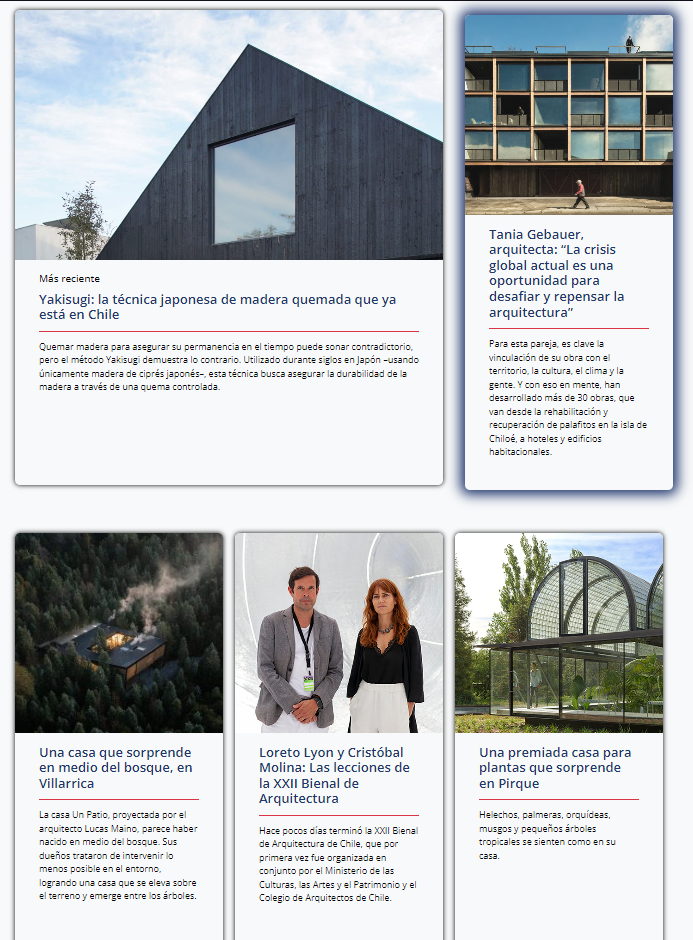 Más reciente
Yakisugi: la técnica japonesa de madera quemada que ya
está en Chile
Quemar madera para asegurar su permanencia en el tiempo puede sonar contradictorio,
pero el método Yakisugi demuestra lo contrario. Utilizado durante siglos en Japón –usando
únicamente madera de ciprés japonés–, esta técnica busca asegurar la durabilidad de la
madera a través de una quema controlada.
Tania Gebauer,
arquitecta: “La crisis
global actual es una
oportunidad para
desafiar y repensar la
arquitectura”
Para esta pareja, es clave la
vinculación de su obra con el
territorio, la cultura, el clima y la
gente. Y con eso en mente, han
desarrollado más de 30 obras, que
van desde la rehabilitación y
recuperación de palafitos en la isla de
Chiloé, a hoteles y edificios
habitacionales.
Una casa que sorprende
en medio del bosque, en
Villarrica
La casa Un Patio, proyectada por el
arquitecto Lucas Maino, parece haber
nacido en medio del bosque. Sus
dueños trataron de intervenir lo
menos posible en el entorno,
logrando una casa que se eleva sobre
el terreno y emerge entre los árboles.
Loreto Lyon y Cristóbal
Molina: Las lecciones de
la XXII Bienal de
Arquitectura
Hace pocos días terminó la XXII Bienal
de Arquitectura de Chile, que por
primera vez fue organizada en
conjunto por el Ministerio de las
Culturas, las Artes y el Patrimonio y el
Colegio de Arquitectos de Chile.
Una premiada casa para
plantas que sorprende
en Pirque
Helechos, palmeras, orquídeas,
musgos y pequeños árboles
tropicales se sienten como en su
casa.